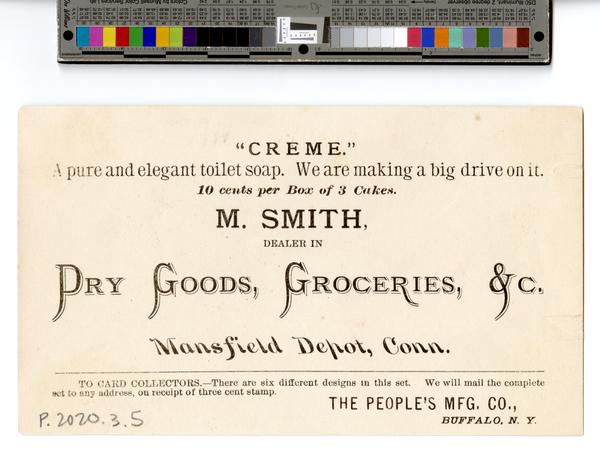 "CREME."
A pure and elegant toilet soap. We are making a big drive on it.
10 cents per Box of 3 Cakes.
M. SMITH,
DEALER IN
DRY GOODS, GROCERIES, &C.
Mansfield Depot, Conn.
TO CARD COLLECTORS.—There are six different designs in this set. We will mail the complete
set to any address, on receipt of three cent stamp.
THE PEOPLE'S MFG. CO.,
BUFFALO, N. Y.
P.2020.3.5